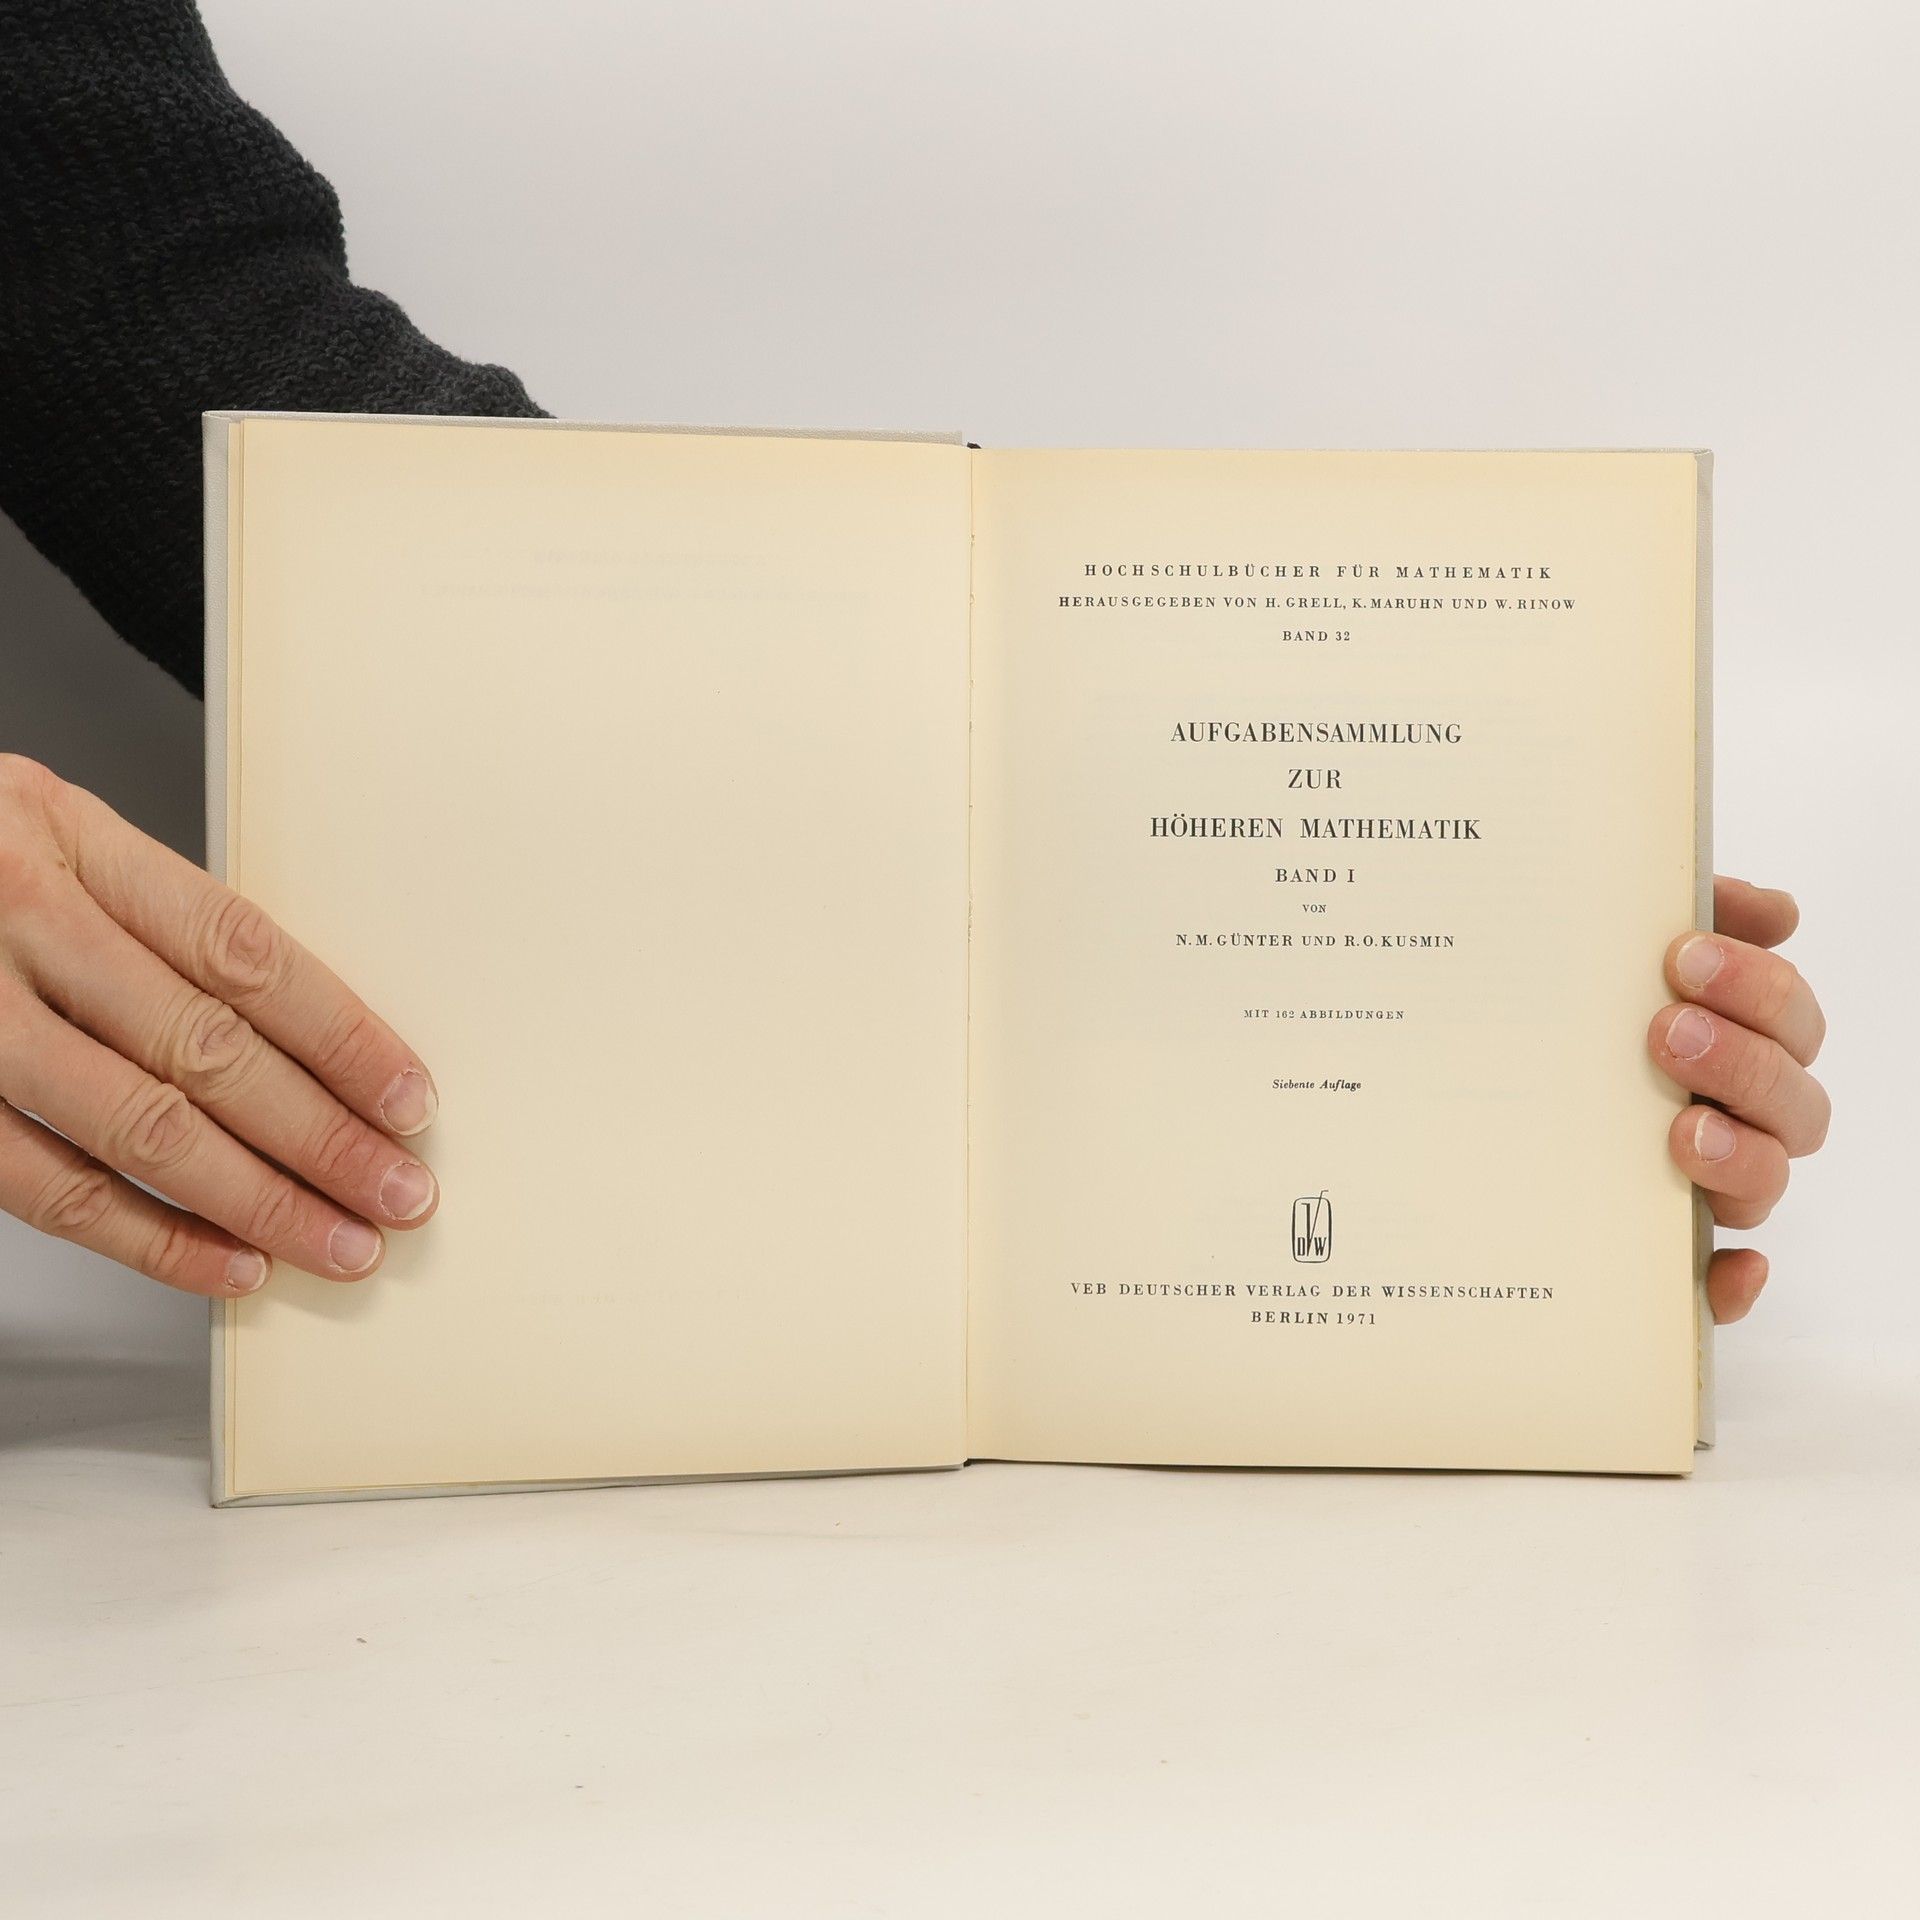 HOCHSCHULBÜCHER FÜR MATHEMATIK
HERAUSGEGEBEN VON H. GRELL, K. MARUHN UND W. RINOW
BAND 32
AUFGABENSAMMLUNG
ZUR
HÖHEREN MATHEMATIK
BAND I
VON
N. M. GÜNTER UND R. O. KUSMIN
MIT 162 ABBILDUNGEN
Siebente Auflage
DVW
VEB DEUTSCHER VERLAG DER WISSENSCHAFTEN
BERLIN 1971